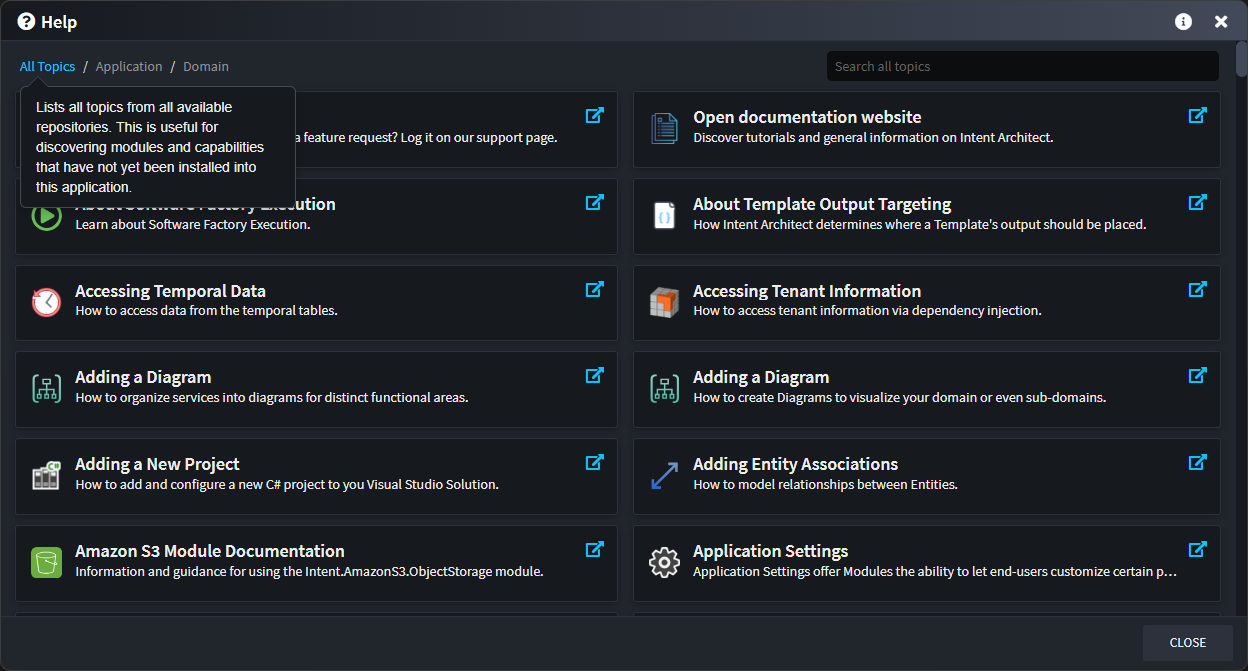 Help
All Topics / Application / Domain
Search all topics
Lists all topics from all available
repositories. This is useful for
discovering modules and capabilities
that have not yet been installed into
this application.
a feature request? Log it on our support page.
Open documentation website
Discover tutorials and general information on Intent Architect.
About Software Factory Execution
Learn about Software Factory Execution.
About Template Output Targeting
How Intent Architect determines where a Template's output should be placed.
Accessing Temporal Data
How to access data from the temporal tables.
Accessing Tenant Information
How to access tenant information via dependency injection.
Adding a Diagram
How to organize services into diagrams for distinct functional areas.
Adding a Diagram
How to create Diagrams to visualize your domain or even sub-domains.
Adding a New Project
How to add and configure a new C# project to you Visual Studio Solution.
Adding Entity Associations
How to model relationships between Entities.
Amazon S3 Module Documentation
Information and guidance for using the Intent.AmazonS3.ObjectStorage module.
Application Settings
Application Settings offer Modules the ability to let end-users customize certain p...
CLOSE